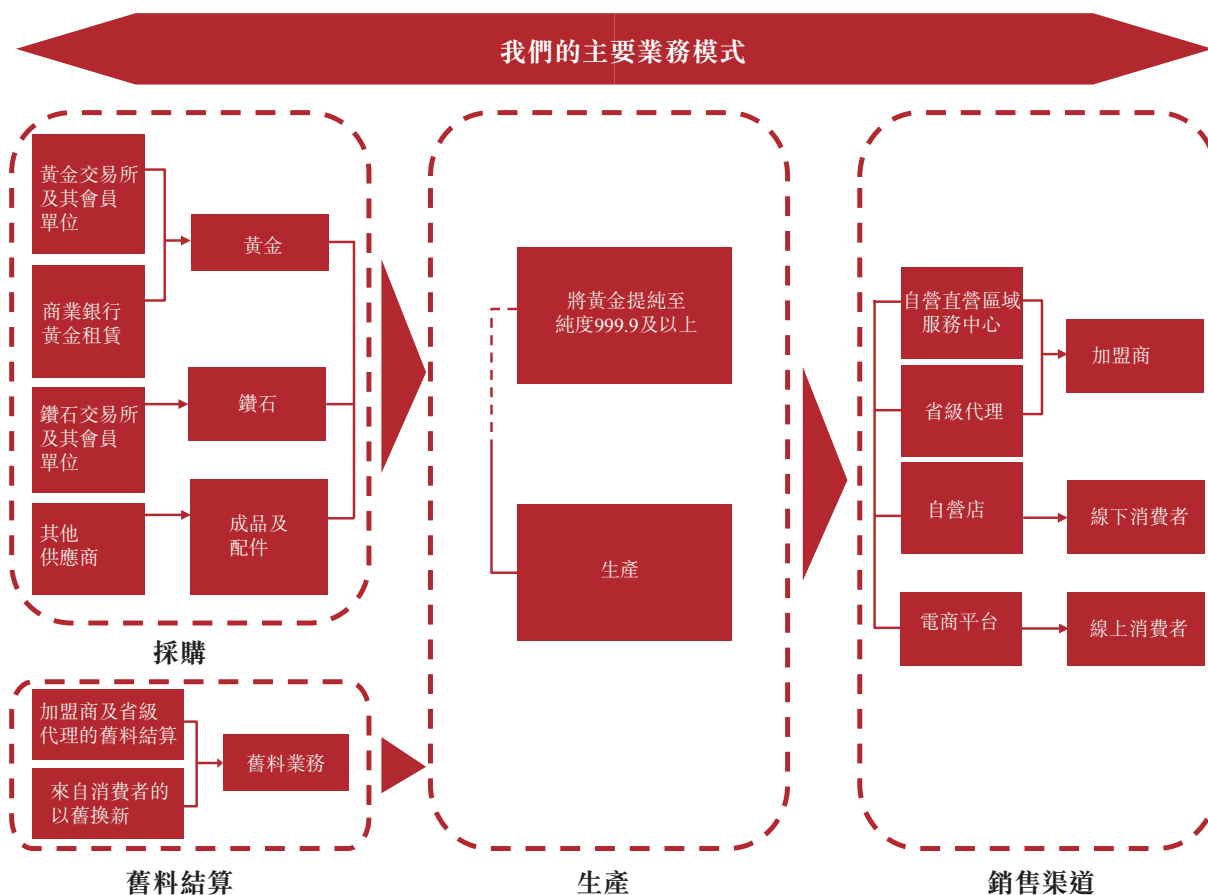 我們的主要業務模式
黃金交易所
及其會員
單位
商業銀行
黃金租賃
黃金
鑽石交易所
及其會員
單位
鑽石
其他
供應商
成品及
配件
採購
加盟商及省級
代理的舊料結算
來自消費者的
以舊換新
舊料業務
舊料結算
將黃金提純至
純度999.9及以上
生產
生產
自營直營區域
服務中心
省級代理
加盟商
自營店
線下消費者
電商平台
線上消費者
銷售渠道